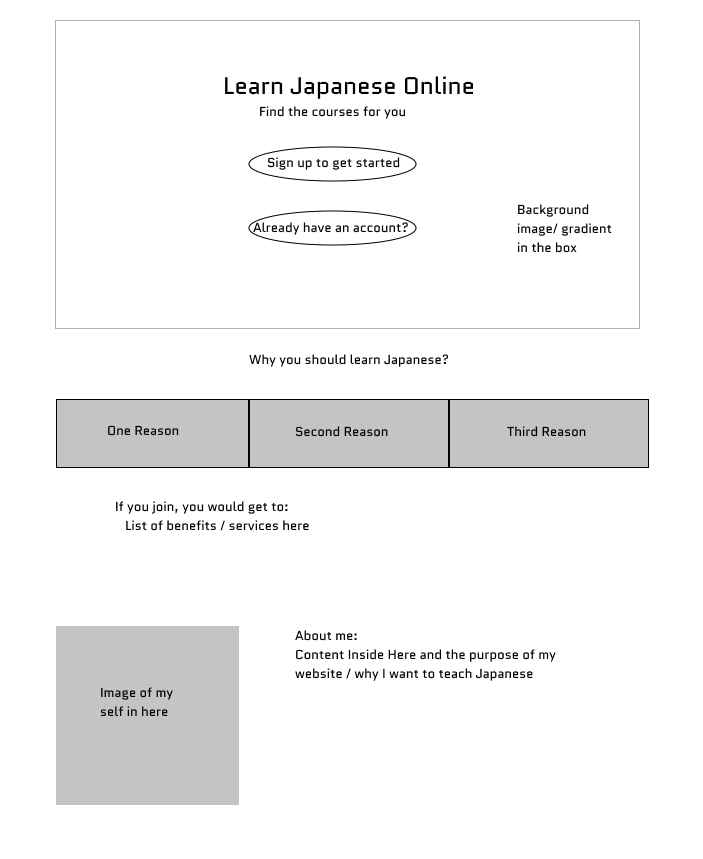 Learn Japanese Online
Find the courses for you
Sign up to get started
Already have an account?
Background
image/ gradient
in the box
Why you should learn Japanese?
One Reason
Second Reason
Third Reason
If you join, you would get to:
List of benefits / services here
Image of my
self in here
About me:
Content Inside Here and the purpose of my
website / why I want to teach Japanese